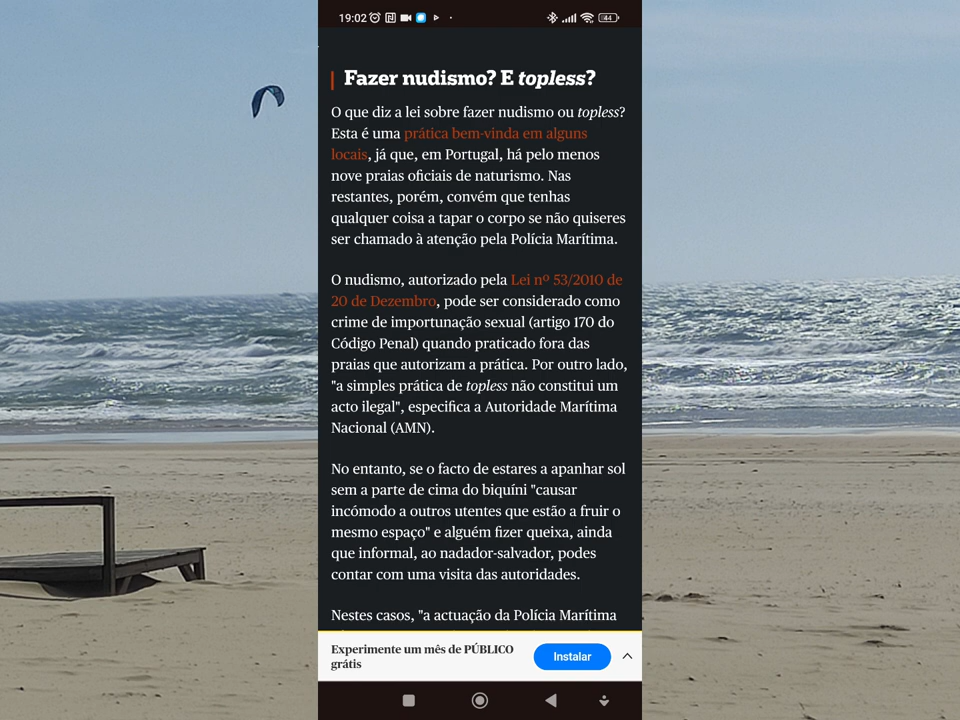 19:02
44
Fazer nudismo? E topless?
O que diz a lei sobre fazer nudismo ou topless?
Esta é uma prática bem-vinda em alguns
locais, já que, em Portugal, há pelo menos
nove praias oficiais de naturismo. Nas
restantes, porém, convém que tenhas
qualquer coisa a tapar o corpo se não quiseres
ser chamado à atenção pela Polícia Marítima.
O nudismo, autorizado pela Lei nº 53/2010 de
20 de Dezembro, pode ser considerado como
crime de importunação sexual (artigo 170 do
Código Penal) quando praticado fora das
praias que autorizam a prática. Por outro lado,
"a simples prática de topless não constitui um
acto ilegal", especifica a Autoridade Marítima
Nacional (AMN).
No entanto, se o facto de estares a apanhar sol
sem a parte de cima do biquíni "causar
incómodo a outros utentes que estão a fruir o
mesmo espaço" e alguém fizer queixa, ainda
que informal, ao nadador-salvador, podes
contar com uma visita das autoridades.
Nestes casos, "a actuação da Polícia Marítima
Experimente um mês de PÚBLICO
grátis
Instalar